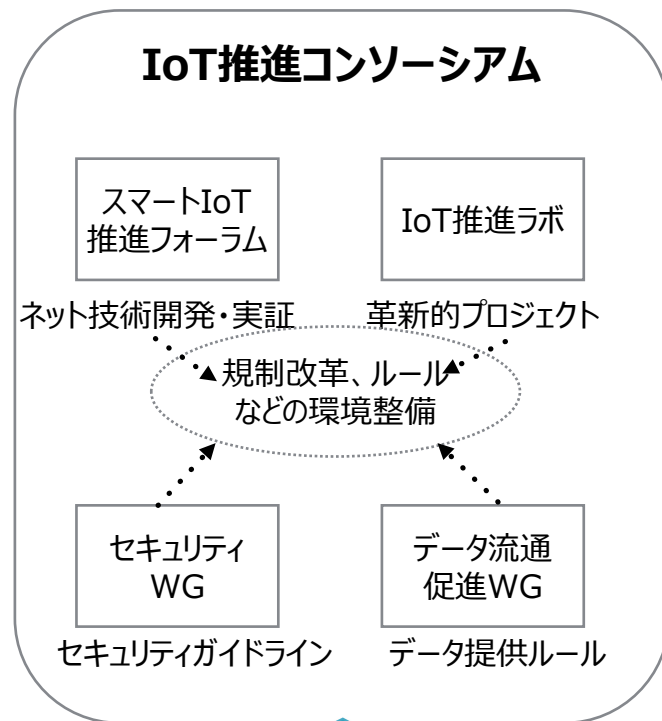 IoT推進コンソーシアム
スマートIoT
推進フォーラム
IoT推進ラボ
ネット技術開発・実証
革新的プロジェクト
規制改革、ルール
などの環境整備
セキュリティ
WG
データ流通
促進WG
セキュリティガイドライン
データ提供ルール